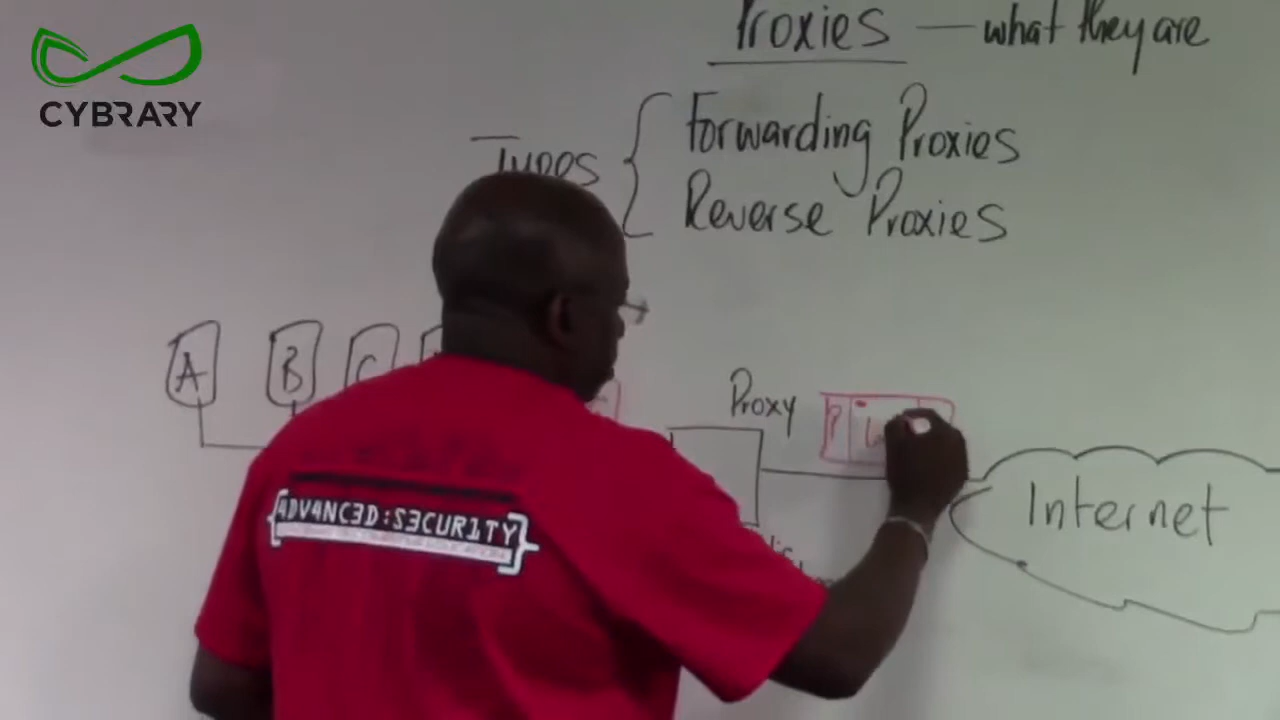 CYBRARY
Proxies — what they are
Types
Forwarding Proxies
Reverse Proxies
A B C
Proxy
P
Internet
{ADV4NC3D:S3CUR1TY}